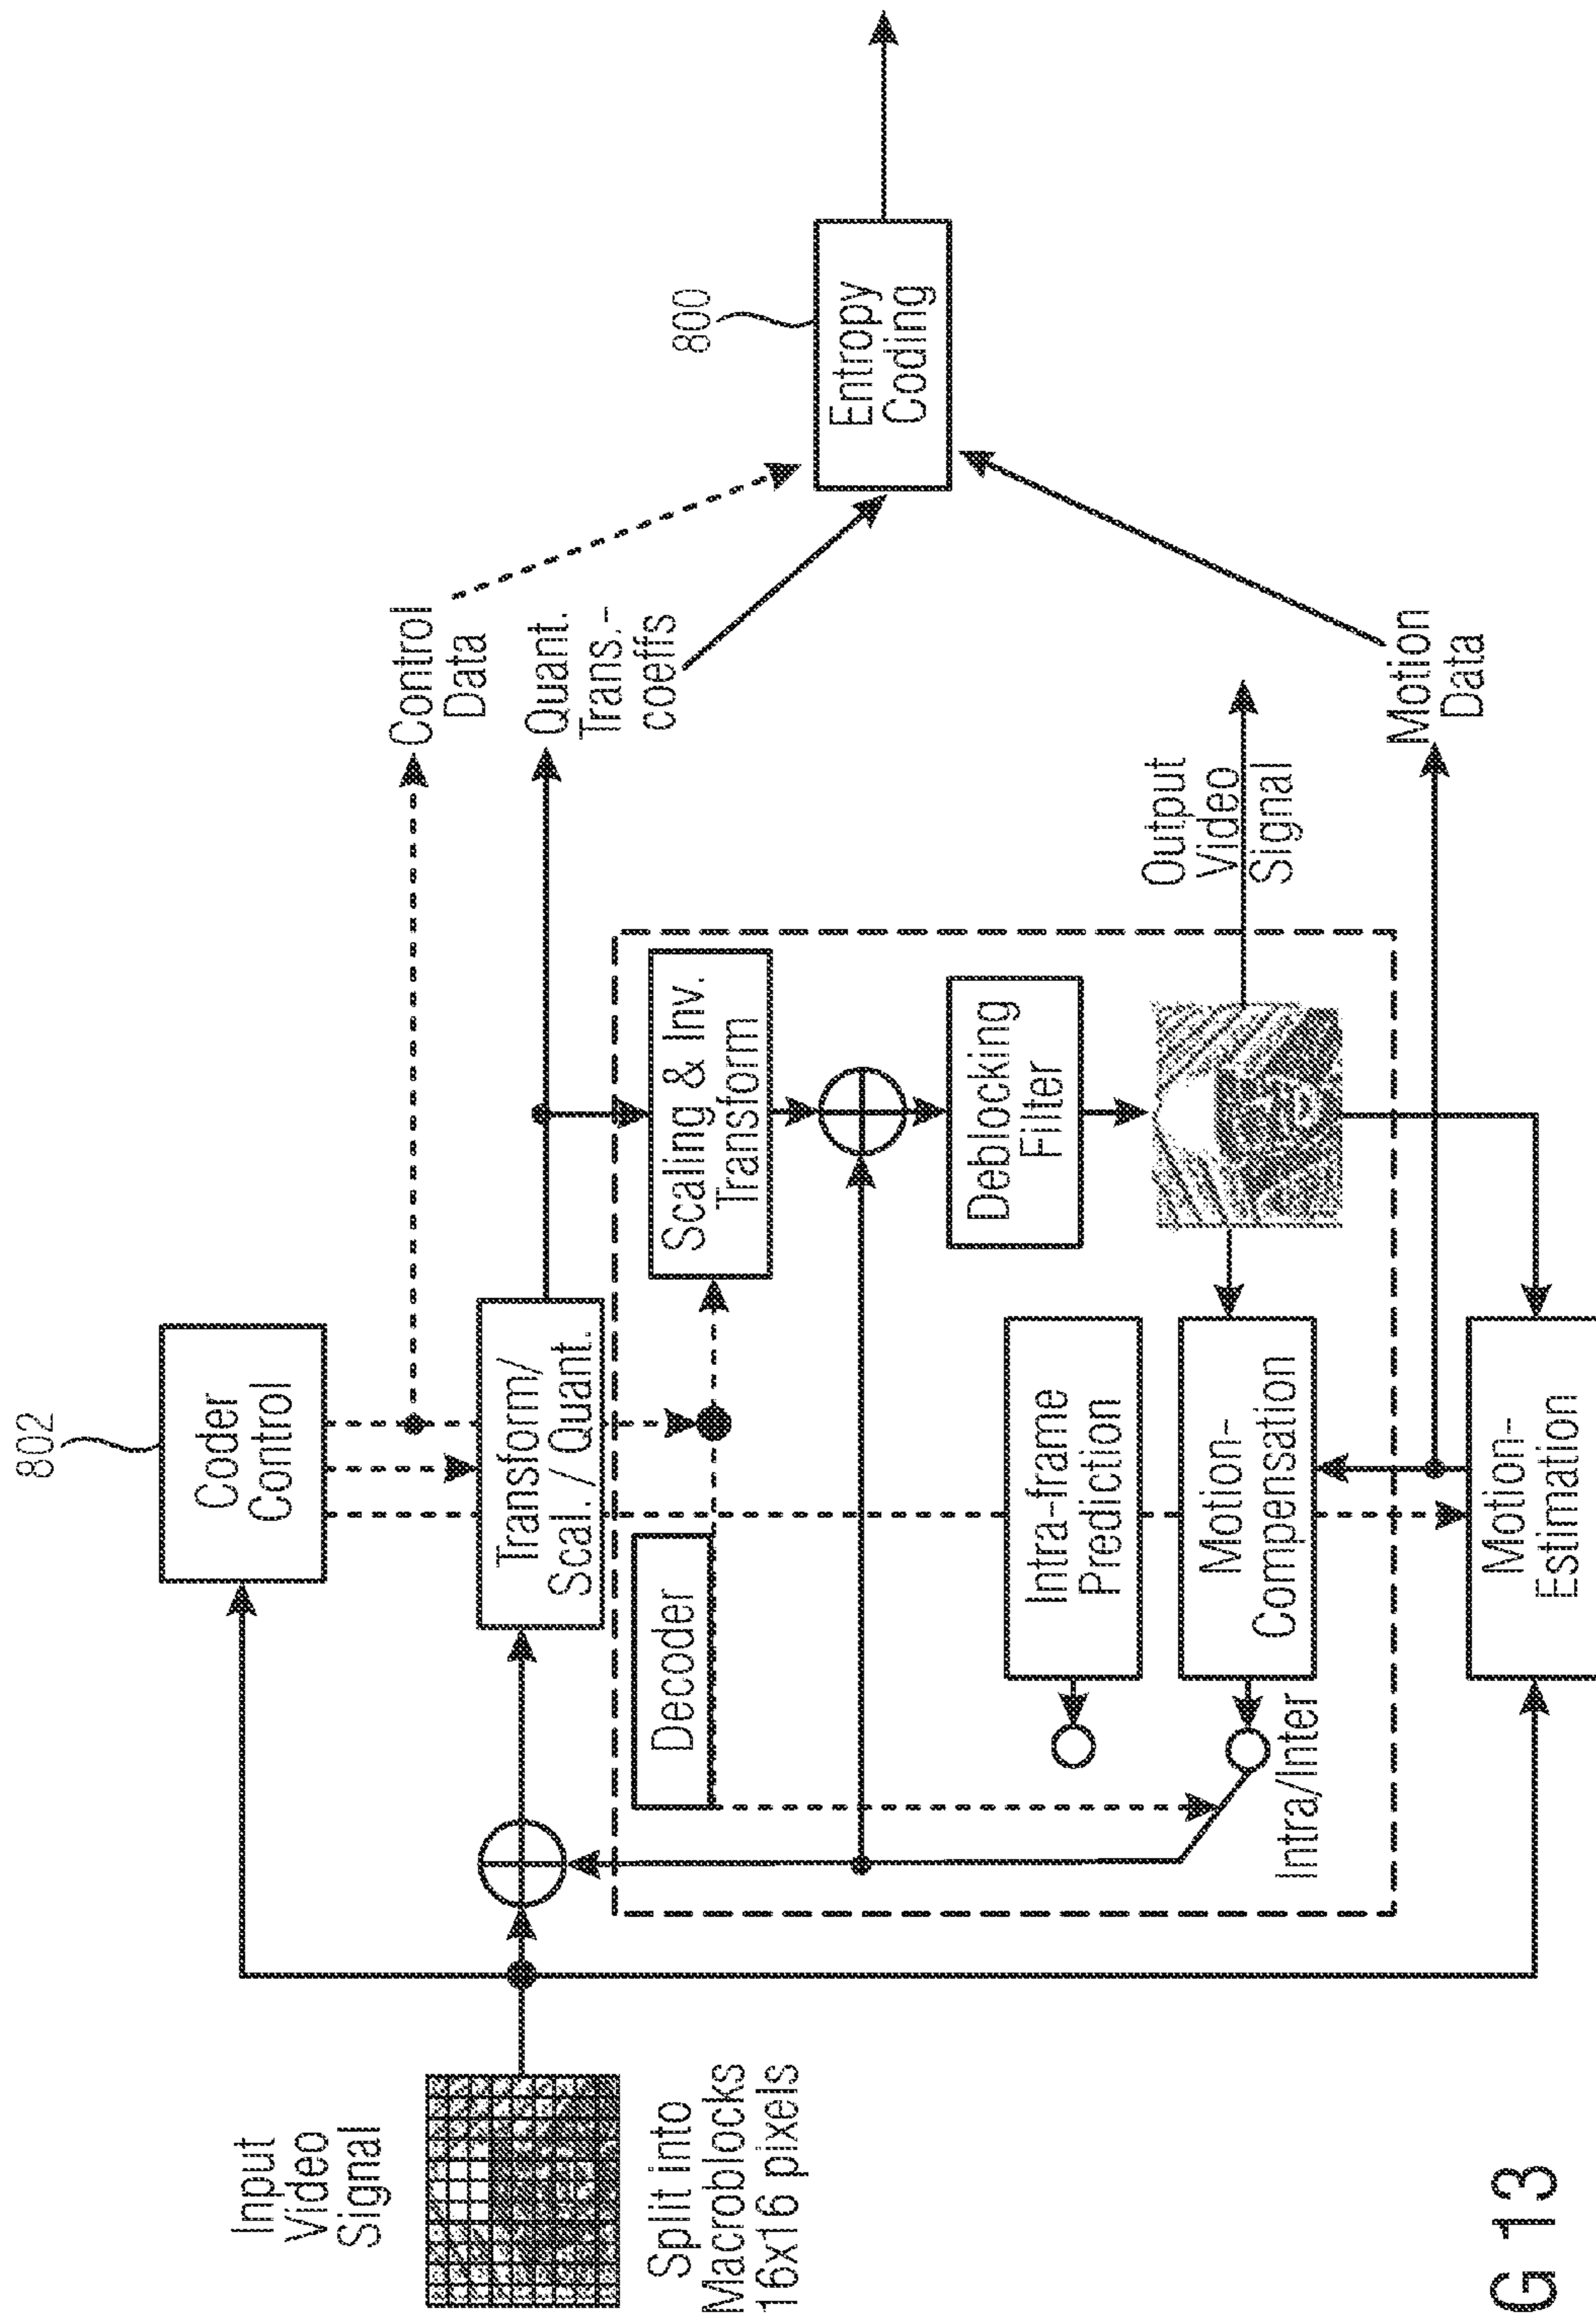 Input
Video
Signal
Split into
Macroblocks
16x16 pixels
802
Coder
Control
Transform/
Scal. / Quant.
Decoder
Scaling & Inv.
Transform
Intra-frame
Prediction
Deblocking
Filter
Motion-
Compensation
Intra/Inter
Motion-
Estimation
Output
Video
Signal
Control
Data
Quant.
Trans.-
coeffs
Motion
Data
800
Entropy
Coding
G 13